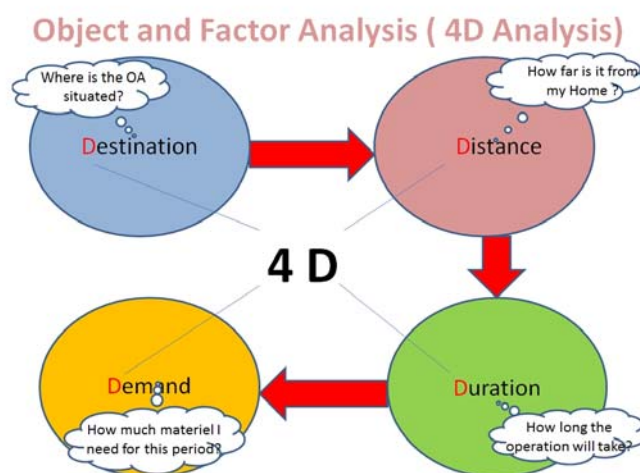 Object and Factor Analysis ( 4D Analysis)
Where is the OA
situated?
Destination
How far is it from
my Home ?
Distance
4 D
Demand
How much materiel I
need for this period?
Duration
How long the
operation will take?